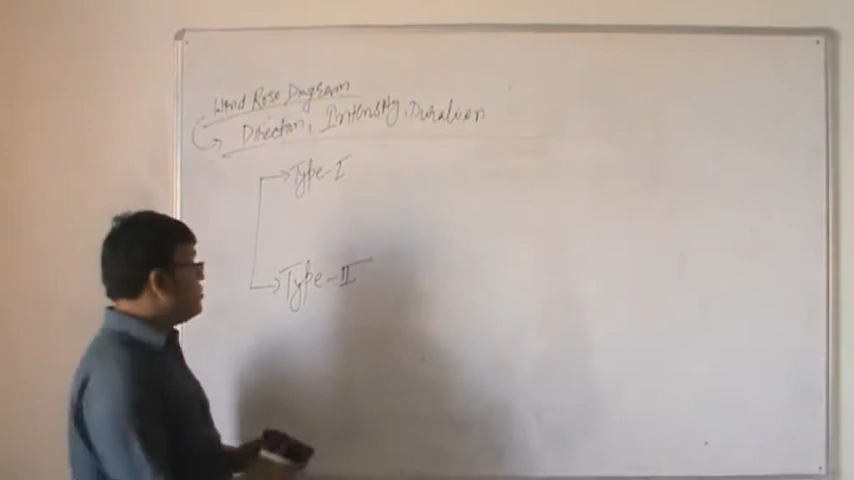 Wind Rose Diagram
Direction, Intensity, Duration
Type-I
Type-II